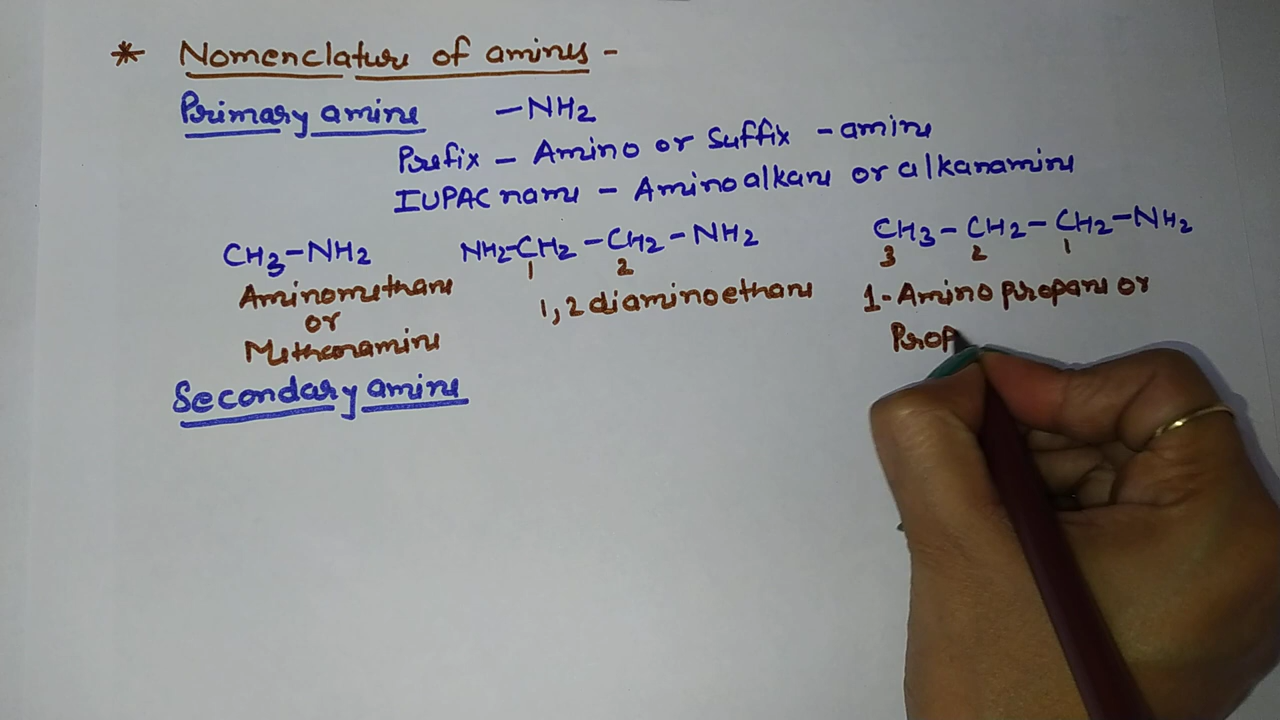 * Nomenclature of amines -
Primary amine -NH2
Prefix - Amino or Suffix - amine
IUPAC name - Aminoalkane or alkanamine
CH3-NH2 NH2-CH2-CH2-NH2 CH3-CH2-CH2-NH2
1 2 3 2 1
Aminomethane 1,2 diaminoethane 1-Aminopropane or
or
Methanamine Prop
Secondary amine